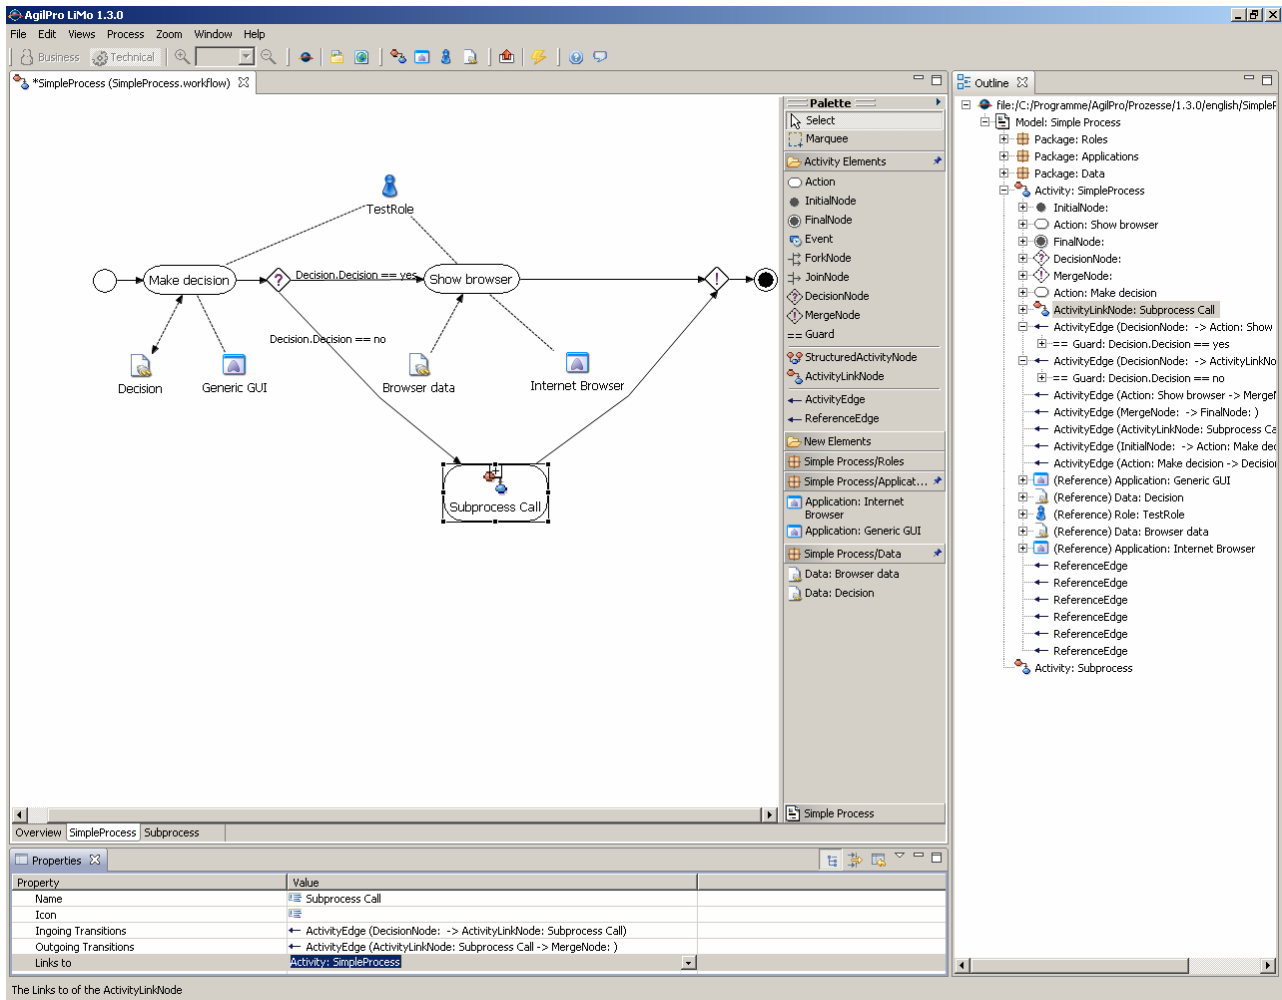 AgilPro LiMo 1.3.0
File Edit Views Process Zoom Window Help
Business Technical
*SimpleProcess (SimpleProcess.workflow)
TestRole
Make decision
?
Decision.Decision == yes
Show browser
!
Decision.Decision == no
Decision
Generic GUI
Browser data
Internet Browser
Subprocess Call
Palette
Select
Marquee
Activity Elements
Action
InitialNode
FinalNode
Event
ForkNode
JoinNode
DecisionNode
MergeNode
== Guard
StructuredActivityNode
ActivityLinkNode
ActivityEdge
ReferenceEdge
New Elements
Simple Process/Roles
Simple Process/Applicat...
Application: Internet
Browser
Application: Generic GUI
Simple Process/Data
Data: Browser data
Data: Decision
Simple Process
Overview SimpleProcess Subprocess
Outline
file:/C:/Programme/AgilPro/Prozesse/1.3.0/english/SimpleF
Model: Simple Process
Package: Roles
Package: Applications
Package: Data
Activity: SimpleProcess
InitialNode:
Action: Show browser
FinalNode:
DecisionNode:
MergeNode:
Action: Make decision
ActivityLinkNode: Subprocess Call
ActivityEdge (DecisionNode: -> Action: Show
== Guard: Decision.Decision == yes
ActivityEdge (DecisionNode: -> ActivityLinkNo
== Guard: Decision.Decision == no
ActivityEdge (Action: Show browser -> Mergel
ActivityEdge (MergeNode: -> FinalNode: )
ActivityEdge (ActivityLinkNode: Subprocess Ca
ActivityEdge (InitialNode: -> Action: Make dec
ActivityEdge (Action: Make decision -> Decisio
(Reference) Application: Generic GUI
(Reference) Data: Decision
(Reference) Role: TestRole
(Reference) Data: Browser data
(Reference) Application: Internet Browser
ReferenceEdge
ReferenceEdge
ReferenceEdge
ReferenceEdge
ReferenceEdge
ReferenceEdge
Activity: Subprocess
Properties
Property Value
Name Subprocess Call
Icon
Ingoing Transitions ActivityEdge (DecisionNode: -> ActivityLinkNode: Subprocess Call)
Outgoing Transitions ActivityEdge (ActivityLinkNode: Subprocess Call -> MergeNode: )
Links to Activity: SimpleProcess
The Links to of the ActivityLinkNode